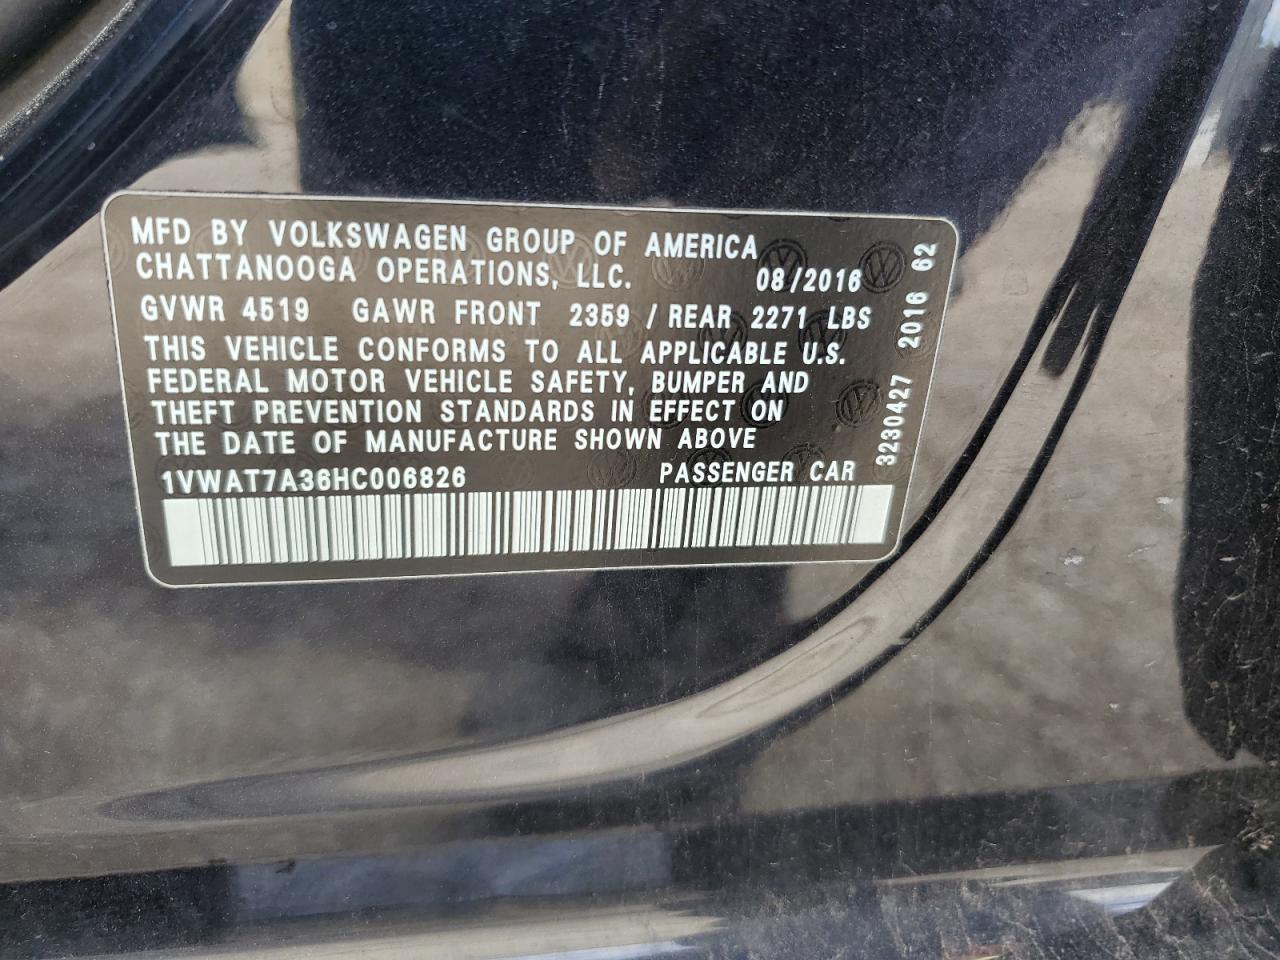 MFD BY VOLKSWAGEN GROUP OF AMERICA
CHATTANOOGA OPERATIONS, LLC. 08/2016
GVWR 4519 GAWR FRONT 2359 / REAR 2271 LBS
THIS VEHICLE CONFORMS TO ALL APPLICABLE U.S.
FEDERAL MOTOR VEHICLE SAFETY, BUMPER AND
THEFT PREVENTION STANDARDS IN EFFECT ON
THE DATE OF MANUFACTURE SHOWN ABOVE
1VWAT7A36HC006826 PASSENGER CAR
3230427 2016 62